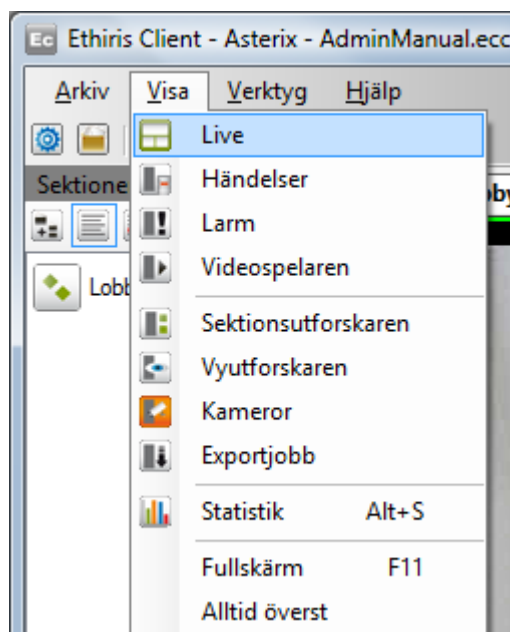 Ec Ethiris Client - Asterix - AdminManual.ecc
Arkiv Visa Verktyg Hjälp
Live
Händelser
Larm
Videospelaren
Sektionsutforskaren
Vyutforskaren
Kameror
Exportjobb
Statistik Alt+S
Fullskärm F11
Alltid överst
Sektione
Lobb
by